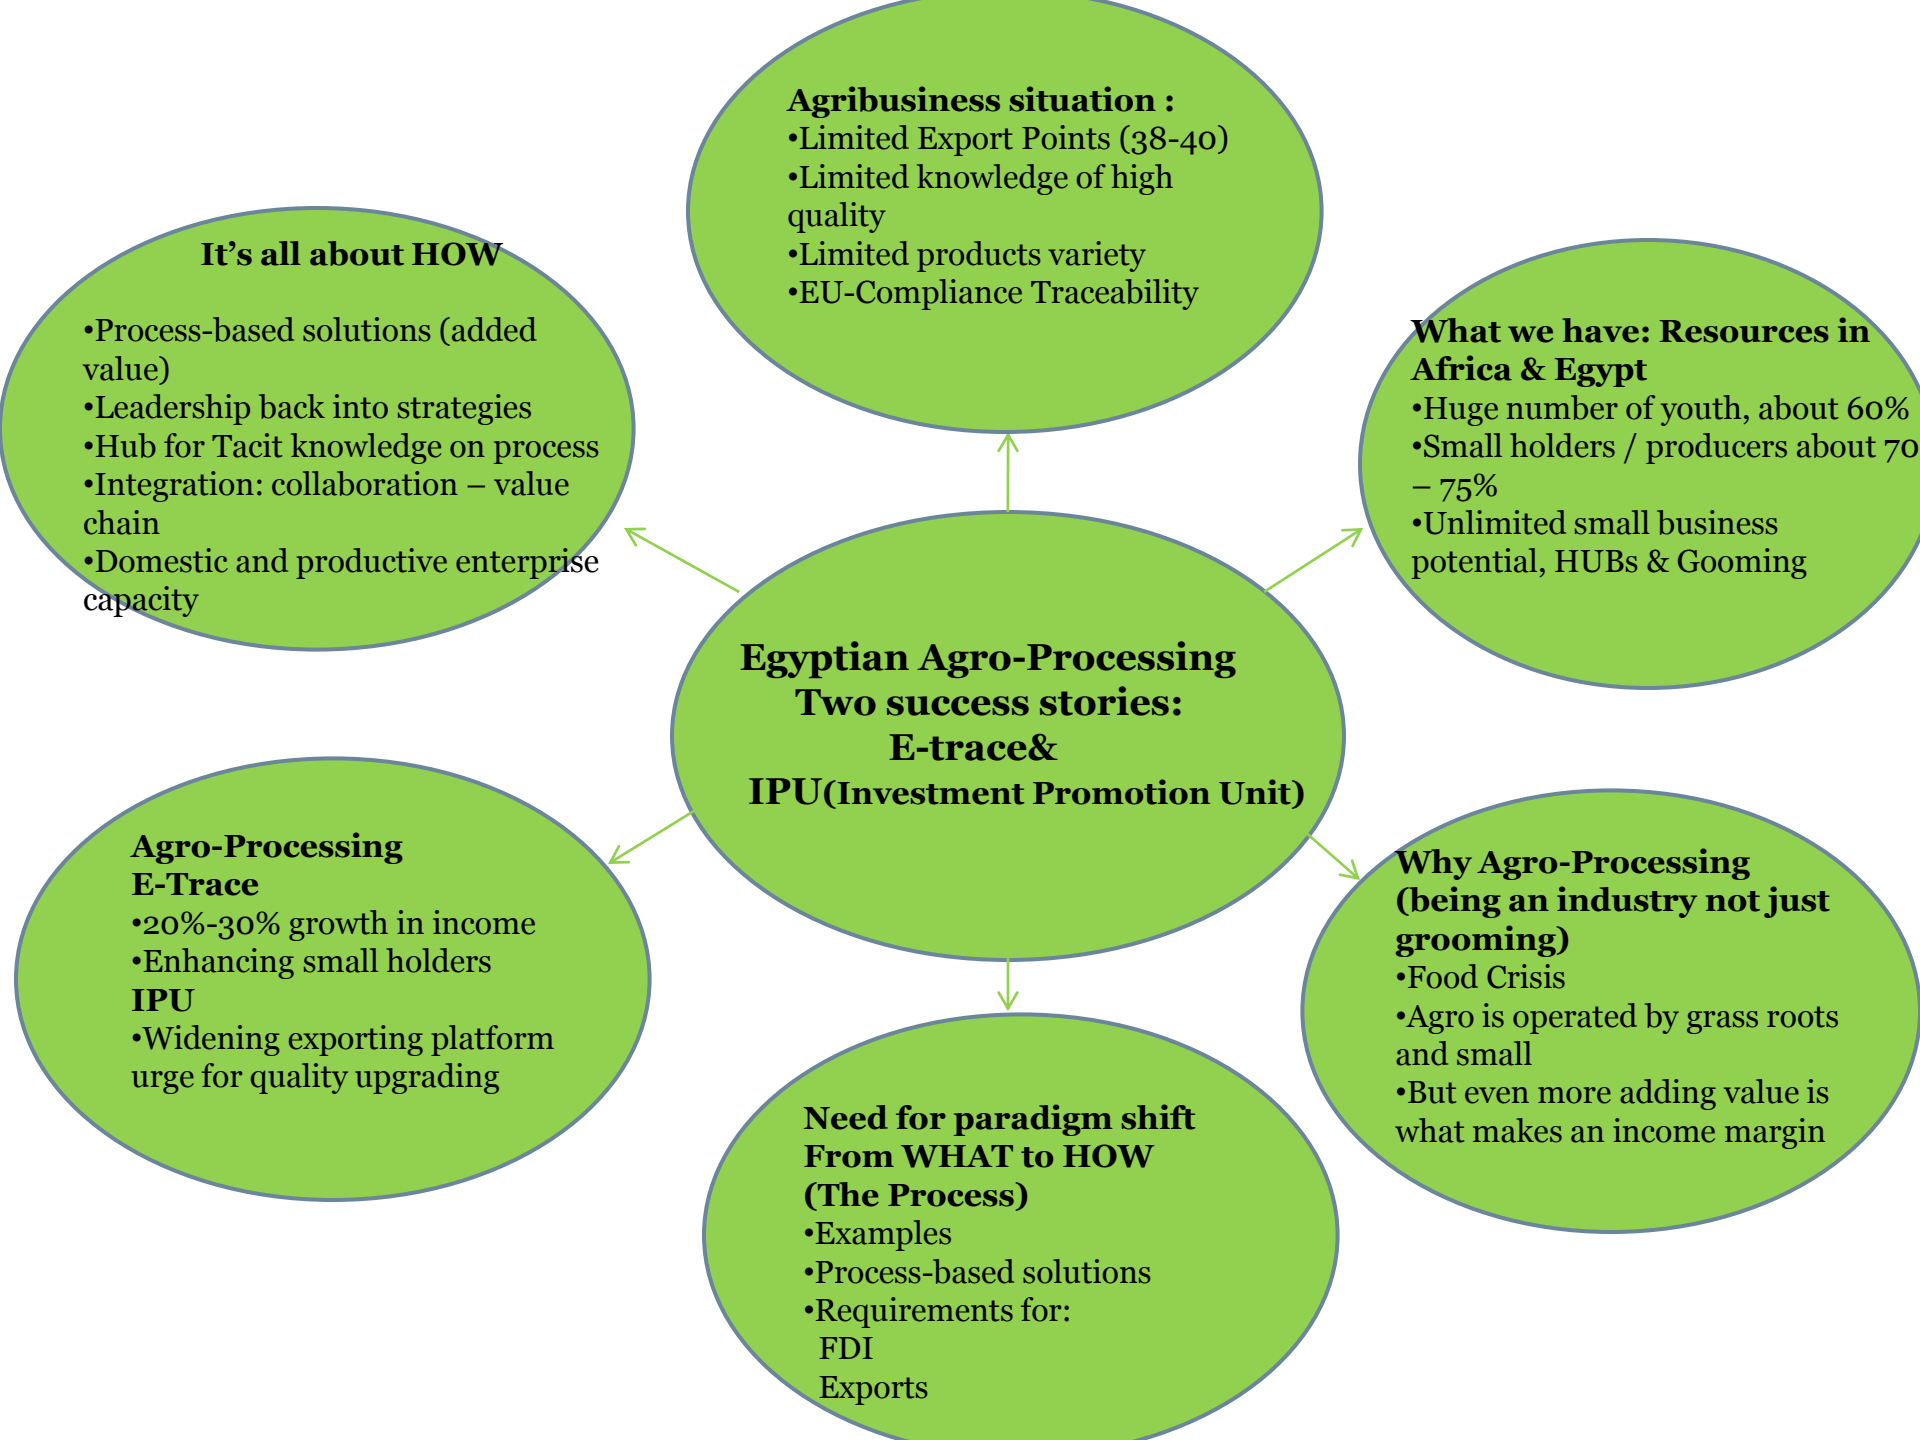 Agribusiness situation :
•Limited Export Points (38-40)
•Limited knowledge of high
quality
•Limited products variety
•EU-Compliance Traceability
It’s all about HOW
•Process-based solutions (added
value)
•Leadership back into strategies
•Hub for Tacit knowledge on process
•Integration: collaboration – value
chain
•Domestic and productive enterprise
capacity
What we have: Resources in
Africa & Egypt
•Huge number of youth, about 60%
•Small holders / producers about 70
– 75%
•Unlimited small business
potential, HUBs & Gooming
Egyptian Agro-Processing
Two success stories:
E-trace&
IPU(Investment Promotion Unit)
Agro-Processing
E-Trace
•20%-30% growth in income
•Enhancing small holders
IPU
•Widening exporting platform
urge for quality upgrading
Why Agro-Processing
(being an industry not just
grooming)
•Food Crisis
•Agro is operated by grass roots
and small
•But even more adding value is
what makes an income margin
Need for paradigm shift
From WHAT to HOW
(The Process)
•Examples
•Process-based solutions
•Requirements for:
FDI
Exports